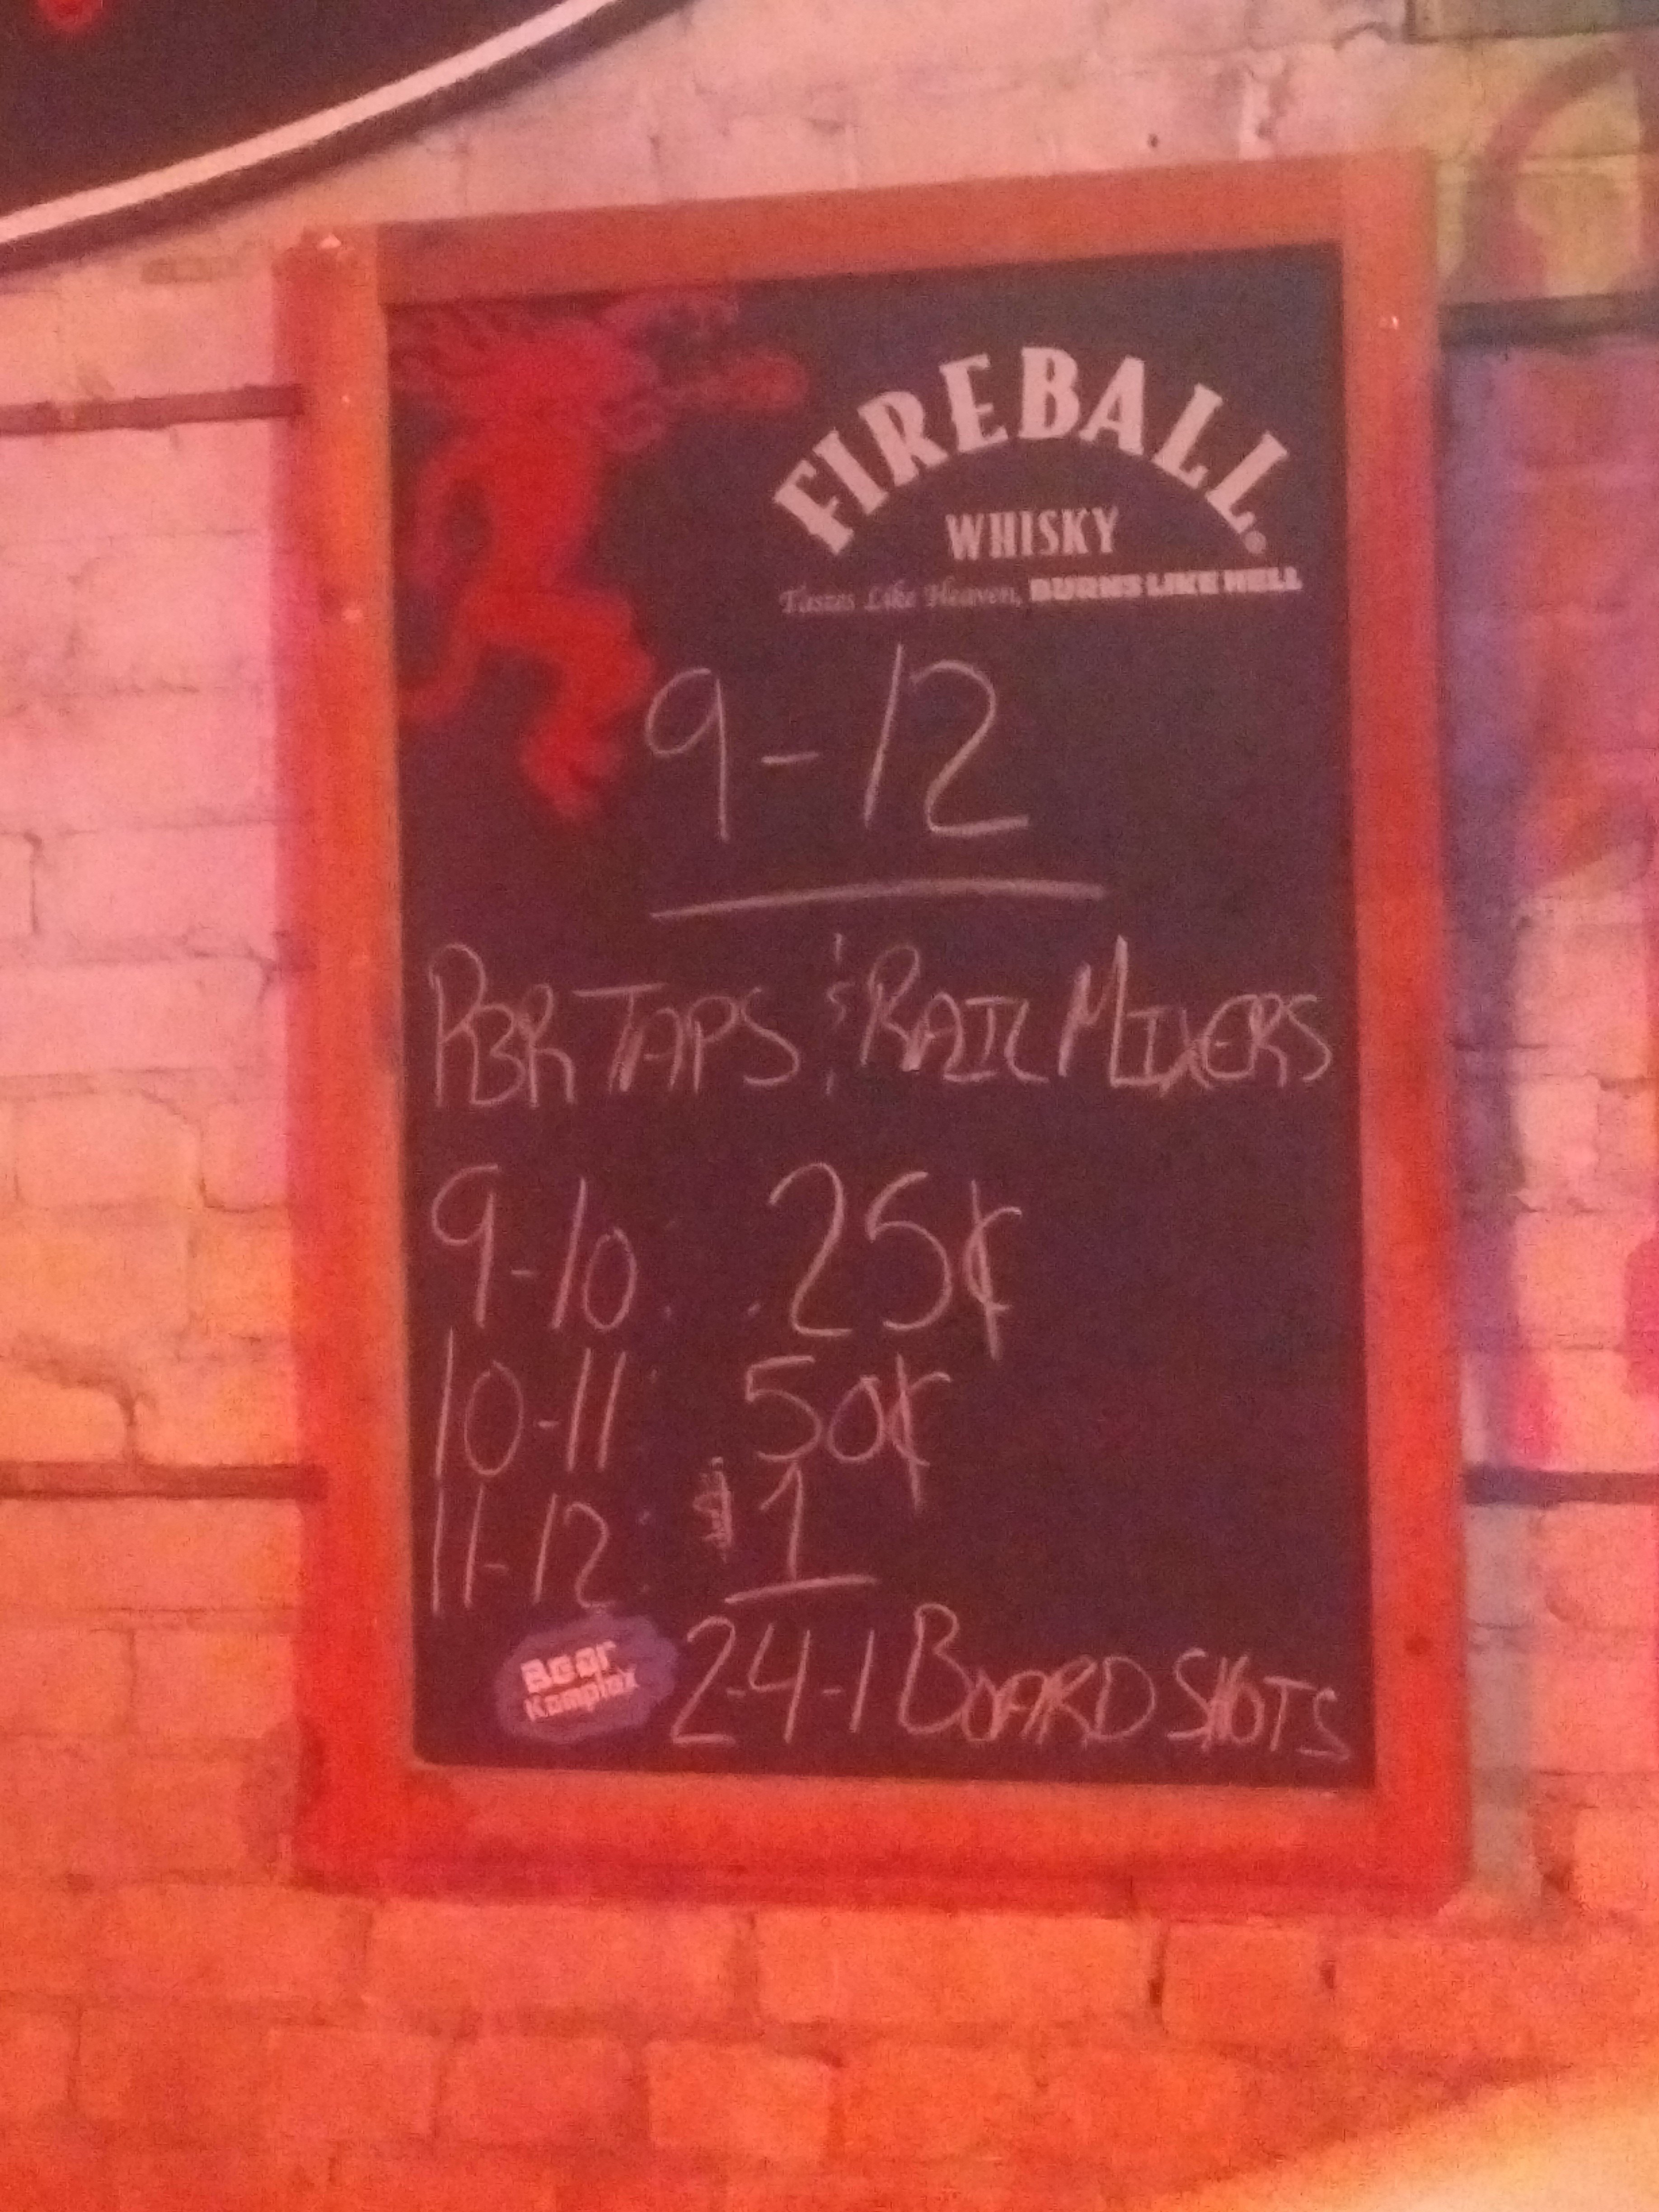 FIREBALL
WHISKY
Tastes Like Heaven, BURNS LIKE HELL
9-12
PBR TAPS & RAIL MIXERS
9-10: .25¢
10-11: .50¢
11-12: $1
Bear
Komplex
2-4-1 BOARD SHOTS